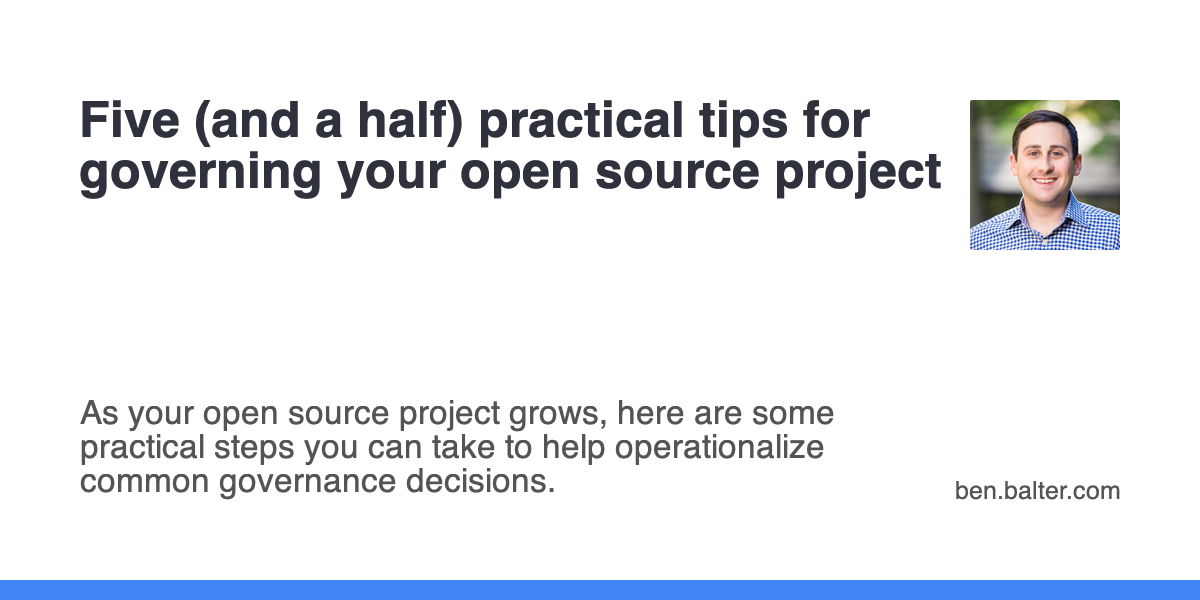 Five (and a half) practical tips for
governing your open source project
As your open source project grows, here are some
practical steps you can take to help operationalize
common governance decisions.
ben.balter.com